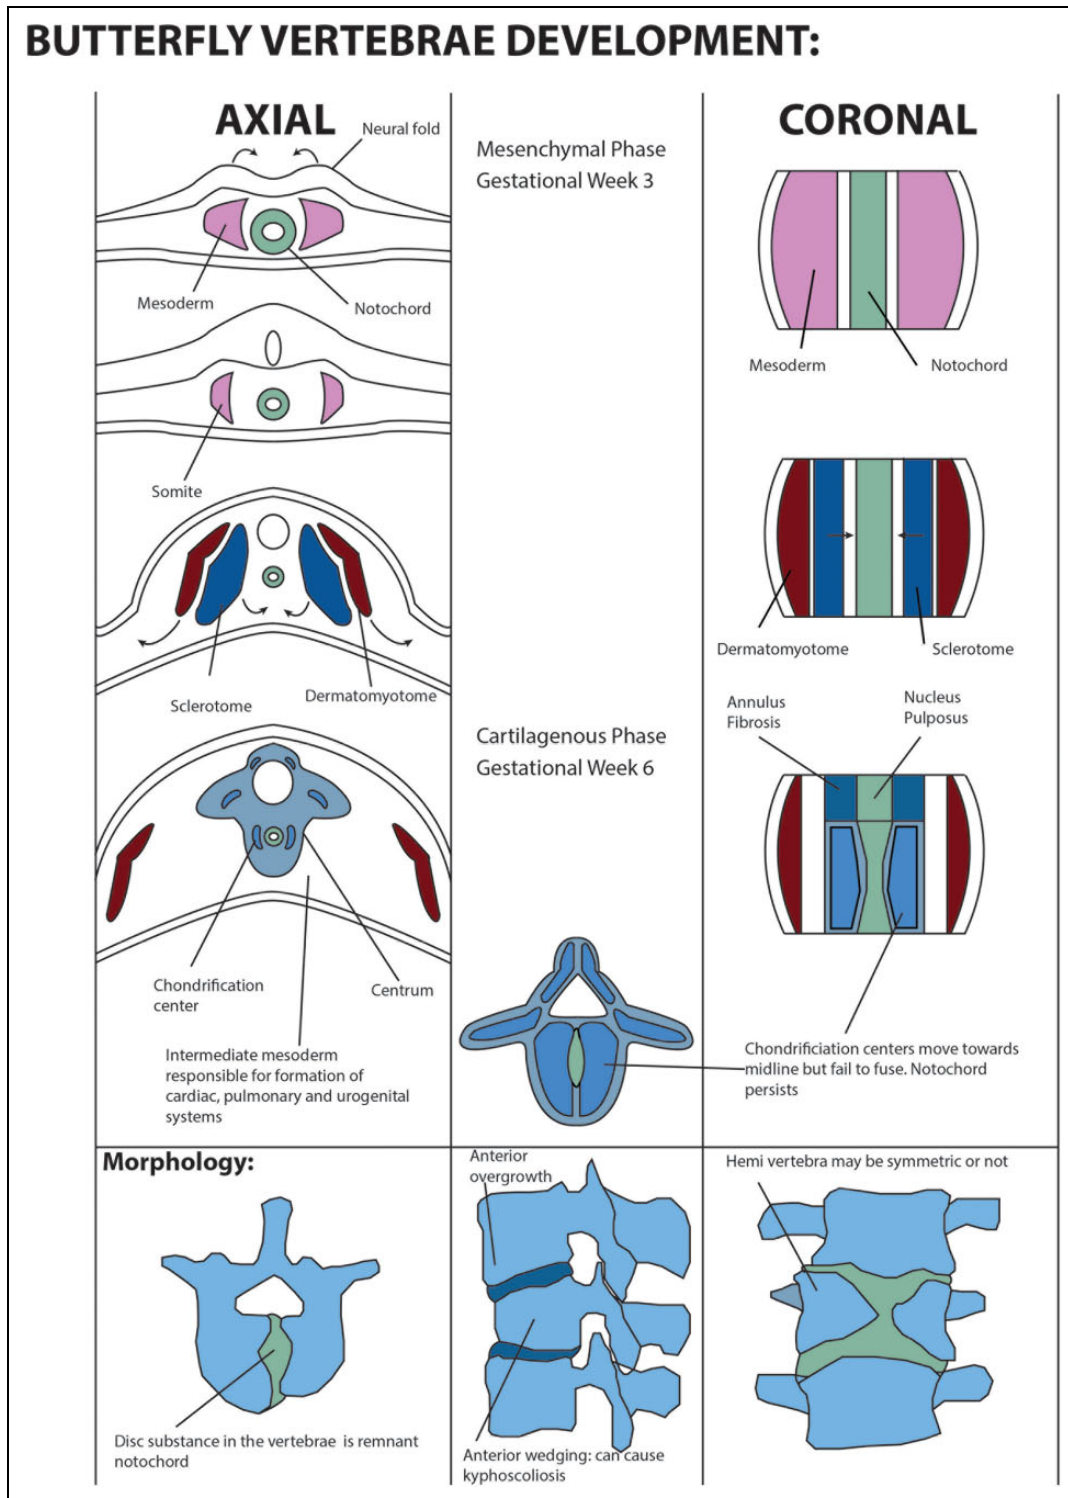 BUTTERFLY VERTEBRAE DEVELOPMENT:
AXIAL
Neural fold
Mesoderm
Notochord
Somite
Sclerotome
Dermatomyotome
Chondrification
center
Centrum
Intermediate mesoderm
responsible for formation of
cardiac, pulmonary and urogenital
systems
Mesenchymal Phase
Gestational Week 3
Cartilagenous Phase
Gestational Week 6
CORONAL
Mesoderm
Notochord
Dermatomyotome
Sclerotome
Annulus
Fibrosis
Nucleus
Pulposus
Chondrificiation centers move towards
midline but fail to fuse. Notochord
persists
Morphology:
Disc substance in the vertebrae is remnant
notochord
Anterior
overgrowth
Anterior wedging: can cause
kyphoscoliosis
Hemi vertebra may be symmetric or not